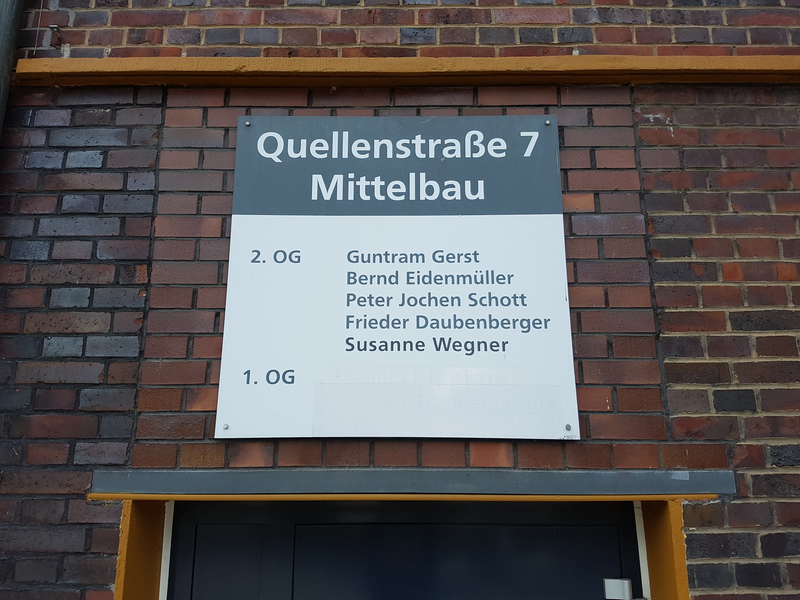 Quellenstraße 7
Mittelbau
2. OG Guntram Gerst
Bernd Eidenmüller
Peter Jochen Schott
Frieder Daubenberger
Susanne Wegner
1. OG